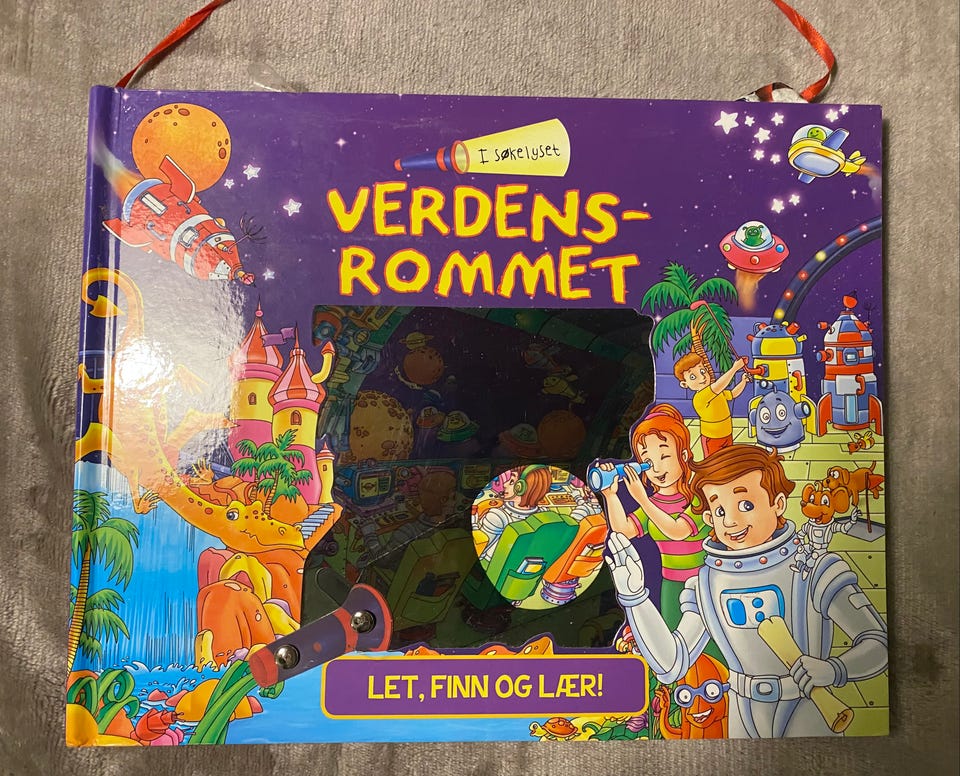 I søkelyset
VERDENS-
ROMMET
LET, FINN OG LÆR!